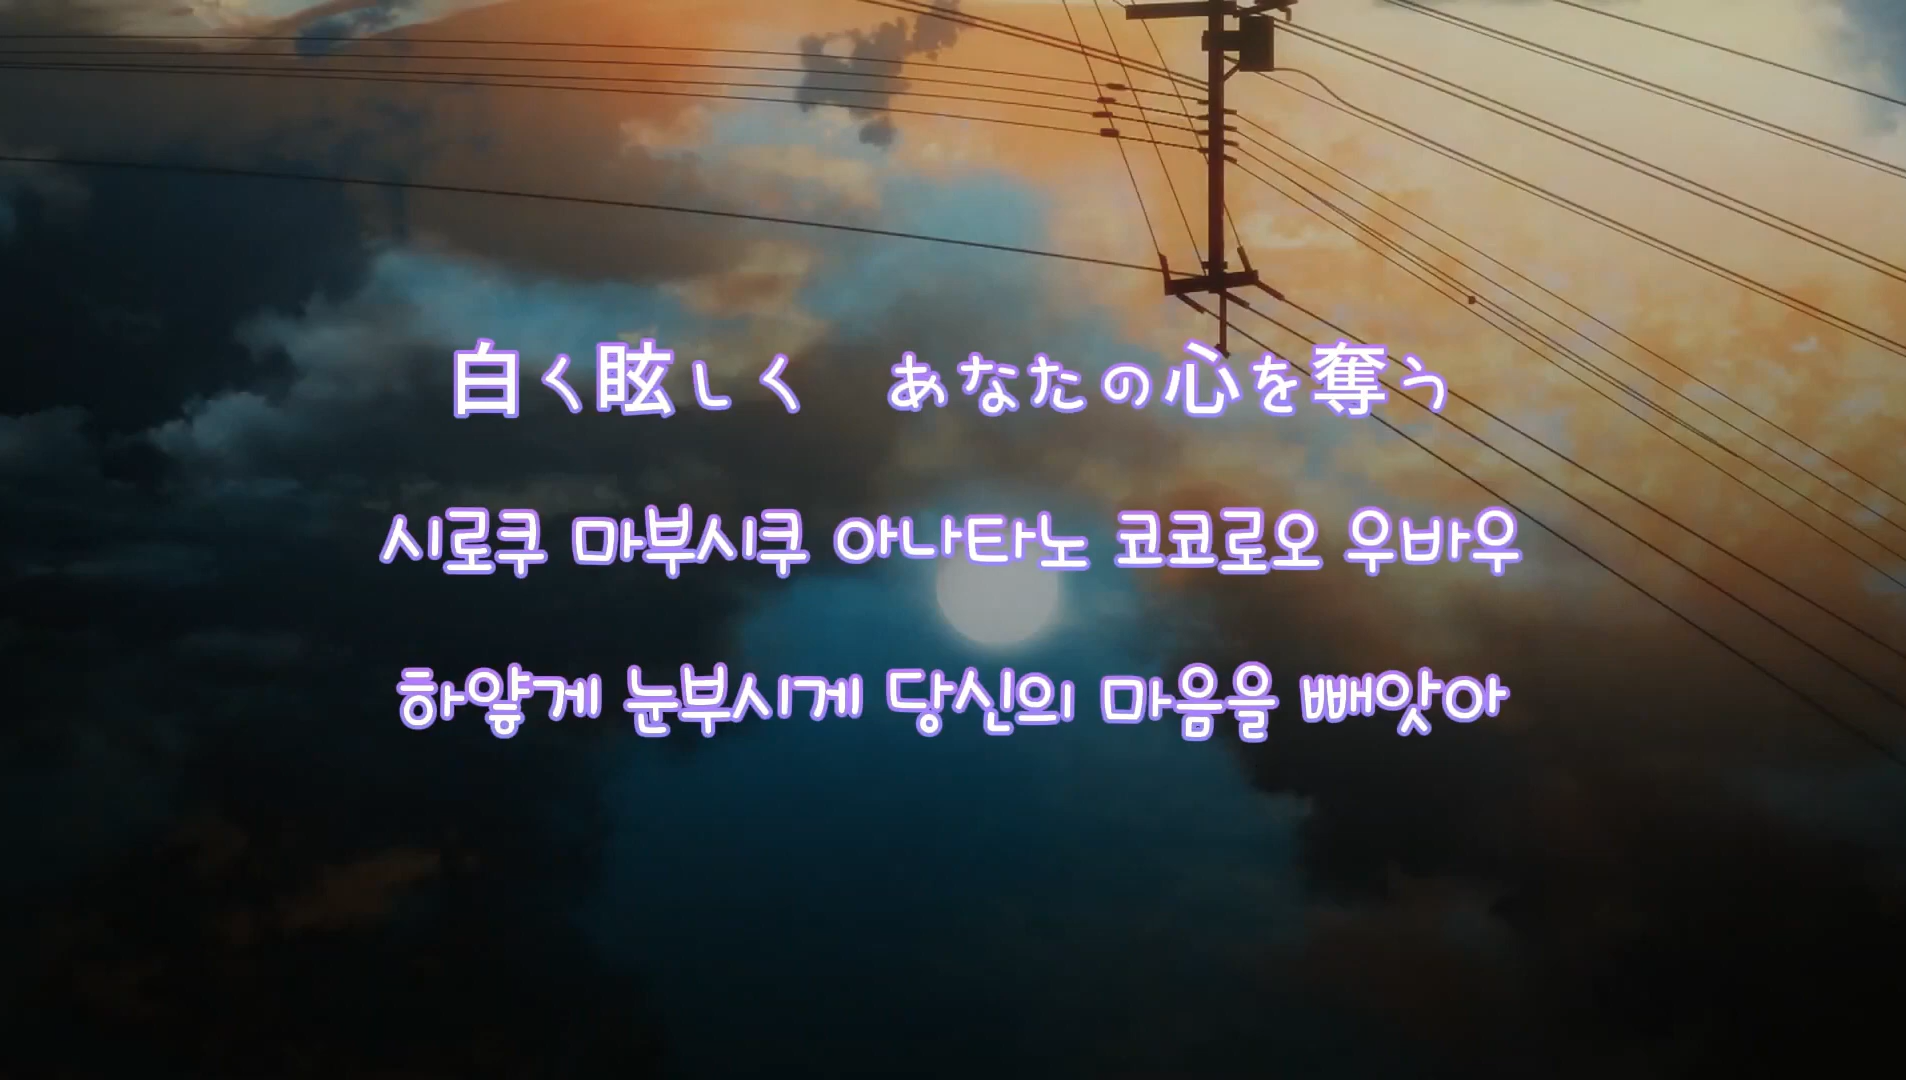 白く眩しく　あなたの心を奪う
시로쿠 마부시쿠 아나타노 코코로오 우바우
하얗게 눈부시게 당신의 마음을 빼앗아